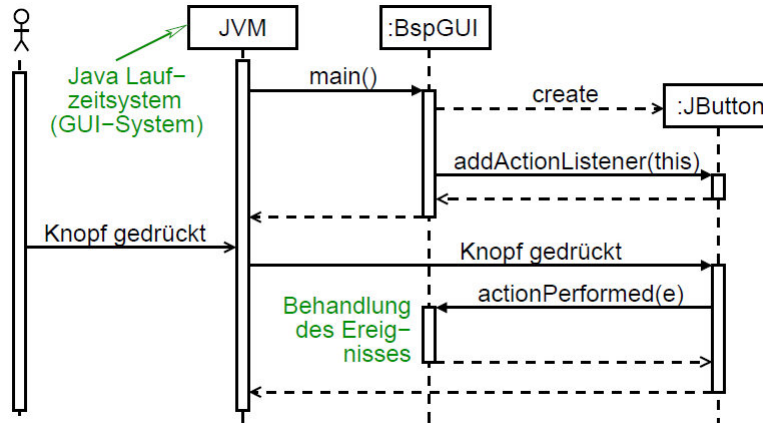 JVM
:BspGUI
Java Lauf-
zeitsystem
(GUI-System)
main()
create
:JButton
addActionListener(this)
Knopf gedrückt
Knopf gedrückt
actionPerformed(e)
Behandlung
des Ereig-
nisses